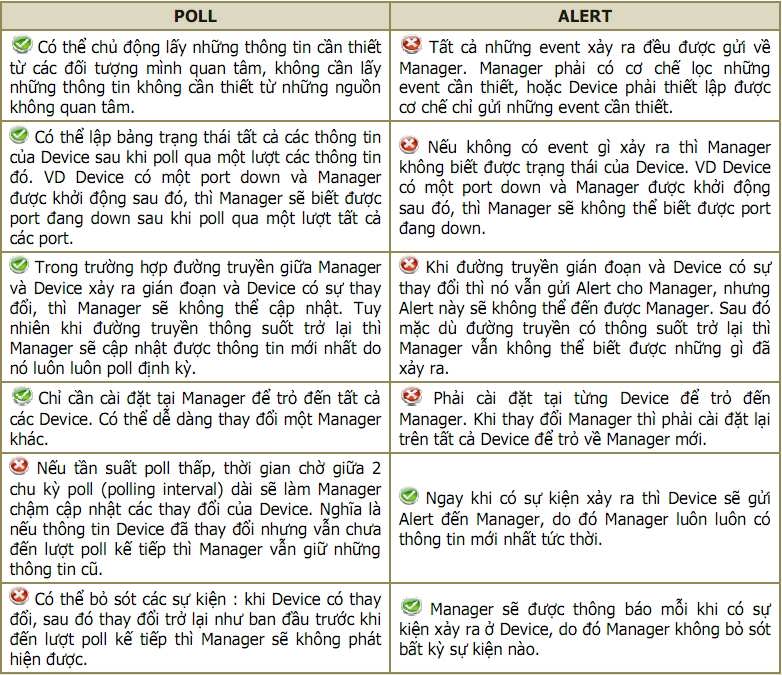 POLL
ALERT
Có thể chủ động lấy những thông tin cần thiết
từ các đối tượng mình quan tâm, không cần lấy
những thông tin không cần thiết từ những nguồn
không quan tâm.
Tất cả những event xảy ra đều được gửi về
Manager. Manager phải có cơ chế lọc những
event cần thiết, hoặc Device phải thiết lập được
cơ chế chỉ gửi những event cần thiết.
Có thể lập bảng trạng thái tất cả các thông tin
của Device sau khi poll qua một lượt các thông tin
đó. VD Device có một port down và Manager
được khởi động sau đó, thì Manager sẽ biết được
port đang down sau khi poll qua một lượt tất cả
các port.
Nếu không có event gì xảy ra thì Manager
không biết được trạng thái của Device. VD Device
có một port down và Manager được khởi động
sau đó, thì Manager sẽ không thể biết được port
đang down.
Trong trường hợp đường truyền giữa Manager
và Device xảy ra gián đoạn và Device có sự thay
đổi, thì Manager sẽ không thể cập nhật. Tuy
nhiên khi đường truyền thông suốt trở lại thì
Manager sẽ cập nhật được thông tin mới nhất do
nó luôn luôn poll định kỳ.
Khi đường truyền gián đoạn và Device có sự
thay đổi thì nó vẫn gửi Alert cho Manager, nhưng
Alert này sẽ không thể đến được Manager. Sau đó
mặc dù đường truyền có thông suốt trở lại thì
Manager vẫn không thể biết được những gì đã
xảy ra.
Chỉ cần cài đặt tại Manager để trỏ đến tất cả
các Device. Có thể dễ dàng thay đổi một Manager
khác.
Phải cài đặt tại từng Device để trỏ đến
Manager. Khi thay đổi Manager thì phải cài đặt lại
trên tất cả Device để trỏ về Manager mới.
Nếu tần suất poll thấp, thời gian chờ giữa 2
chu kỳ poll (polling interval) dài sẽ làm Manager
chậm cập nhật các thay đổi của Device. Nghĩa là
nếu thông tin Device đã thay đổi nhưng vẫn chưa
đến lượt poll kế tiếp thì Manager vẫn giữ những
thông tin cũ.
Ngay khi có sự kiện xảy ra thì Device sẽ gửi
Alert đến Manager, do đó Manager luôn luôn có
thông tin mới nhất tức thời.
Có thể bỏ sót các sự kiện : khi Device có thay
đổi, sau đó thay đổi trở lại như ban đầu trước khi
đến lượt poll kế tiếp thì Manager sẽ không phát
hiện được.
Manager sẽ được thông báo mỗi khi có sự
kiện xảy ra ở Device, do đó Manager không bỏ sót
bất kỳ sự kiện nào.